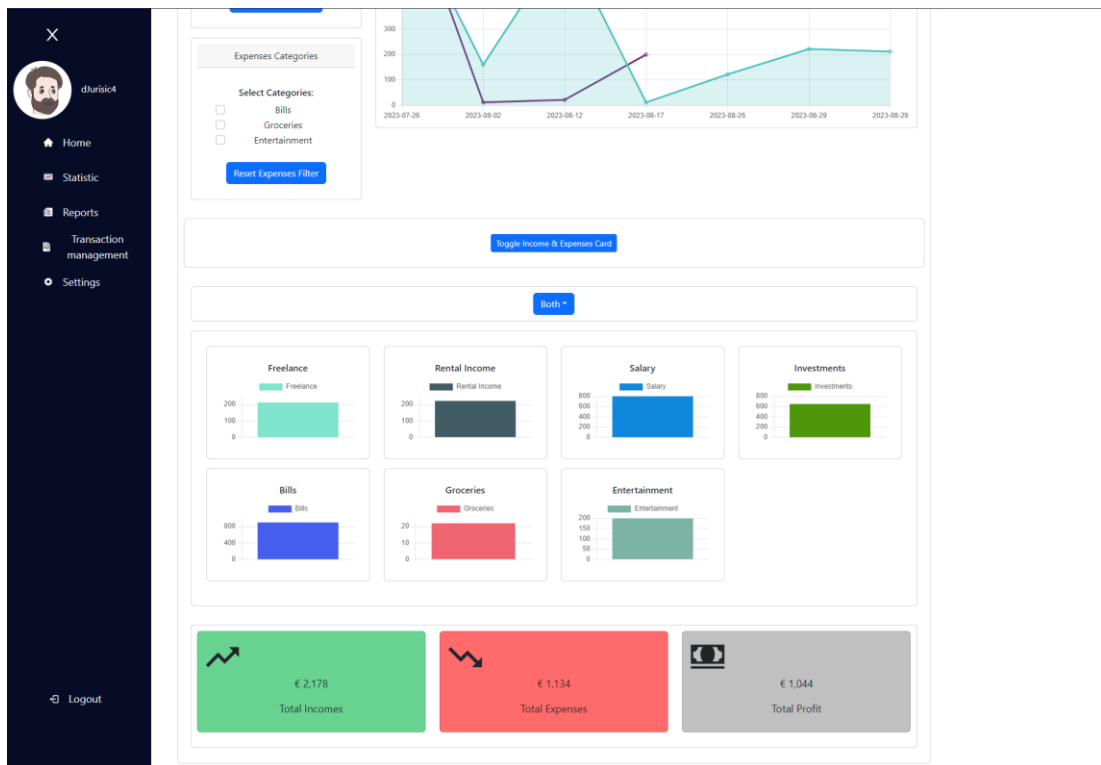 X
dJurisic4
Home
Statistic
Reports
Transaction
management
Settings
Logout
Expenses Categories
Select Categories:
Bills
Groceries
Entertainment
Reset Expenses Filter
300
200
100
0
2023-07-26 2023-08-02 2023-08-12 2023-08-17 2023-08-26 2023-08-29 2023-08-29
Toggle Income & Expenses Card
Both
Freelance
Freelance
200
100
0
Rental Income
Rental Income
200
100
0
Salary
Salary
800
600
400
200
0
Investments
Investments
800
600
400
200
0
Bills
Bills
800
400
0
Groceries
Groceries
20
10
0
Entertainment
Entertainment
200
150
100
50
0
€ 2,178
Total Incomes
€ 1,134
Total Expenses
€ 1,044
Total Profit